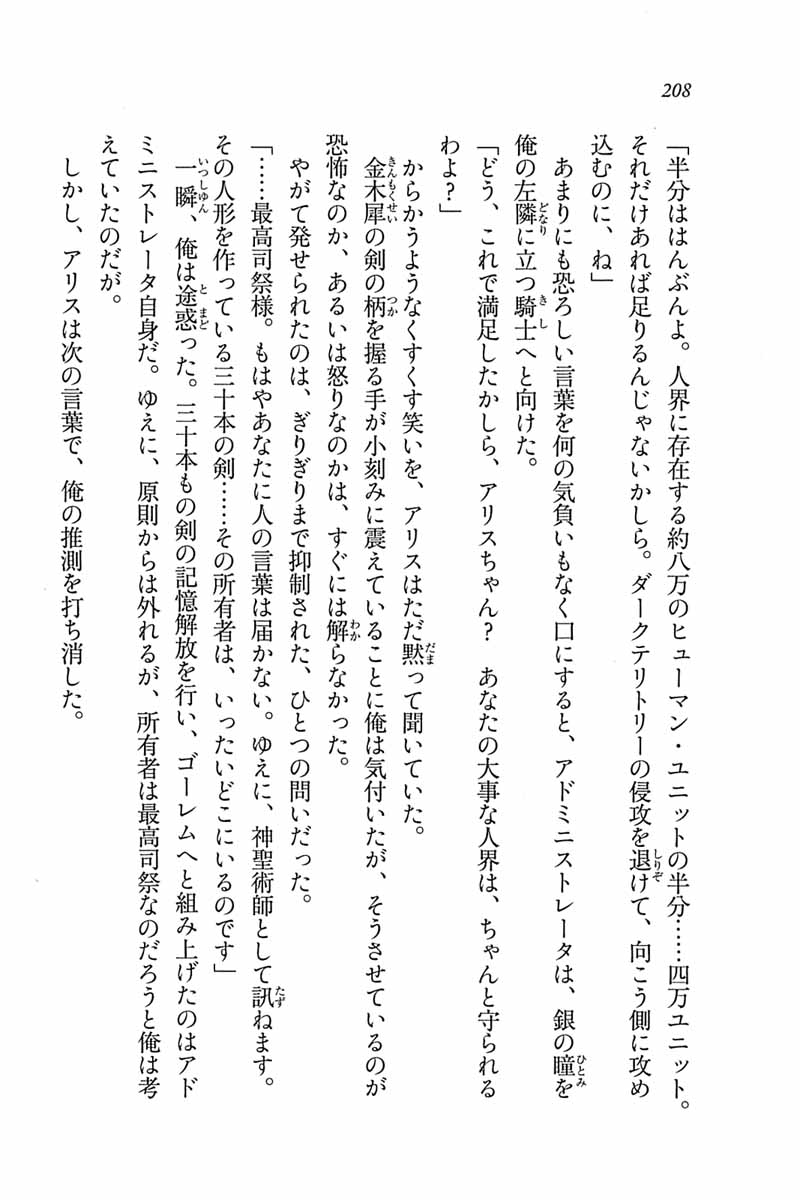 208
「半分ははんぶんよ。人界に存在する約八万のヒューマン・ユニットの半分……四万ユニット。
それだけあれば足りるんじゃないかしら。ダークテリトリーの侵攻を退けて、向こう側に攻め
込むのに、ね」
あまりにも恐ろしい言葉を何の気負いもなく口にすると、アドミニストレータは、銀の瞳を
俺の左隣に立つ騎士へと向けた。
「どう、これで満足したかしら、アリスちゃん？　あなたの大事な人界は、ちゃんと守られる
わよ？」
からかうようなくすくす笑いを、アリスはただ黙って聞いていた。
金木犀の剣の柄を握る手が小刻みに震えていることに俺は気付いたが、そうさせているのが
恐怖なのか、あるいは怒りなのかは、すぐには解らなかった。
やがて発せられたのは、ぎりぎりまで抑制された、ひとつの問いだった。
「……最高司祭様。もはやあなたに人の言葉は届かない。ゆえに、神聖術師として訊ねます。
その人形を作っている三十本の剣……その所有者は、いったいどこにいるのです」
一瞬、俺は途惑った。三十本もの剣の記憶解放を行い、ゴーレムへと組み上げたのはアド
ミニストレータ自身だ。ゆえに、原則からは外れるが、所有者は最高司祭なのだろうと俺は考
えていたのだが。
しかし、アリスは次の言葉で、俺の推測を打ち消した。